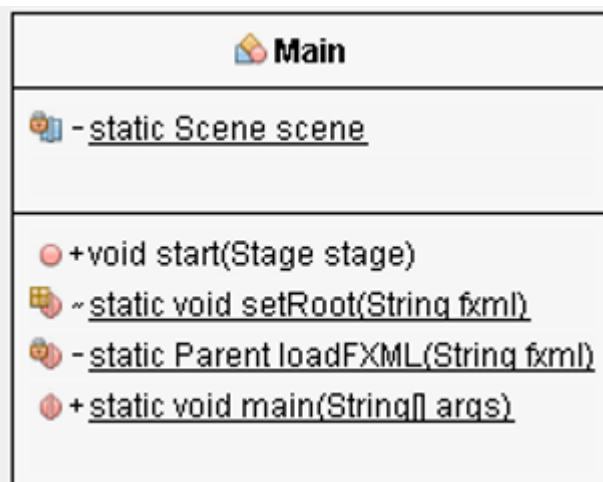 Main
- static Scene scene
+void start(Stage stage)
~ static void setRoot(String fxml)
- static Parent loadFXML(String fxml)
+ static void main(String[] args)